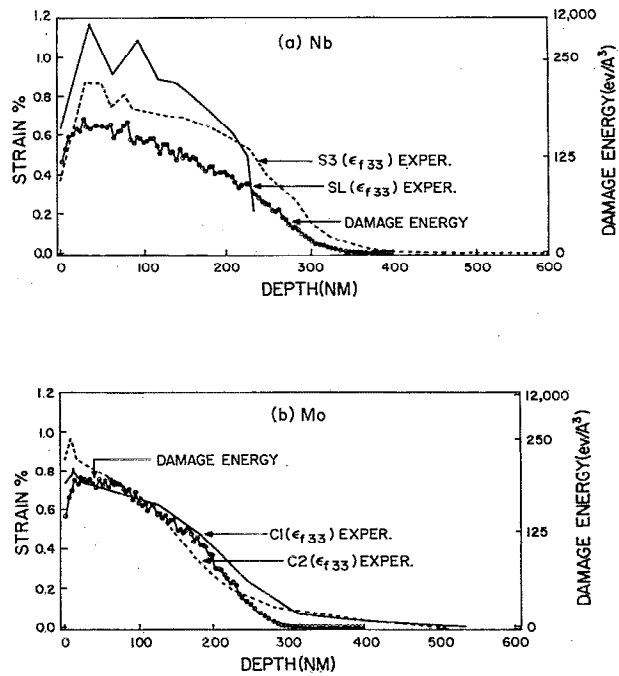 (a) Nb
1.2
1.0
0.8
0.6
0.4
0.2
0.0
STRAIN %
12,000
250
125
0
DAMAGE ENERGY(ev/A³)
S3(εf33) EXPER.
SL(εf33) EXPER.
DAMAGE ENERGY
0 100 200 300 400 500 600
DEPTH(NM)
(b) Mo
1.2
1.0
0.8
0.6
0.4
0.2
0.0
STRAIN %
12,000
250
125
0
DAMAGE ENERGY(ev/A³)
DAMAGE ENERGY
C1(εf33) EXPER.
C2(εf33) EXPER.
0 100 200 300 400 500 600
DEPTH(NM)